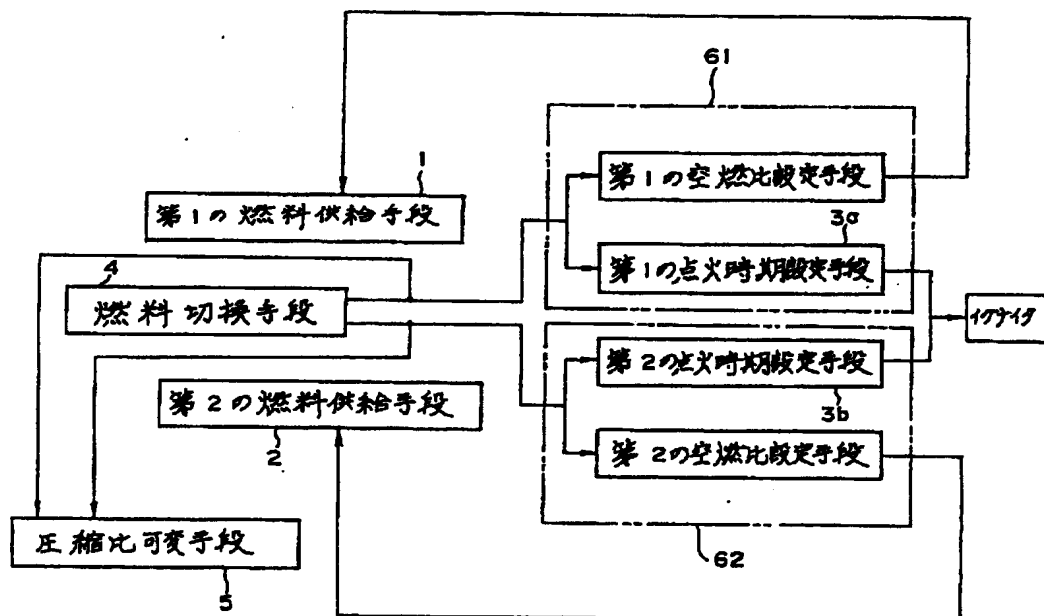 61
第1の空燃比設定手段
1
第1の燃料供給手段
3a
第1の点火時期設定手段
4
燃料切換手段
イグナイタ
第2の点火時期設定手段
3b
第2の燃料供給手段
2
第2の空燃比設定手段
圧縮比可変手段
5
62